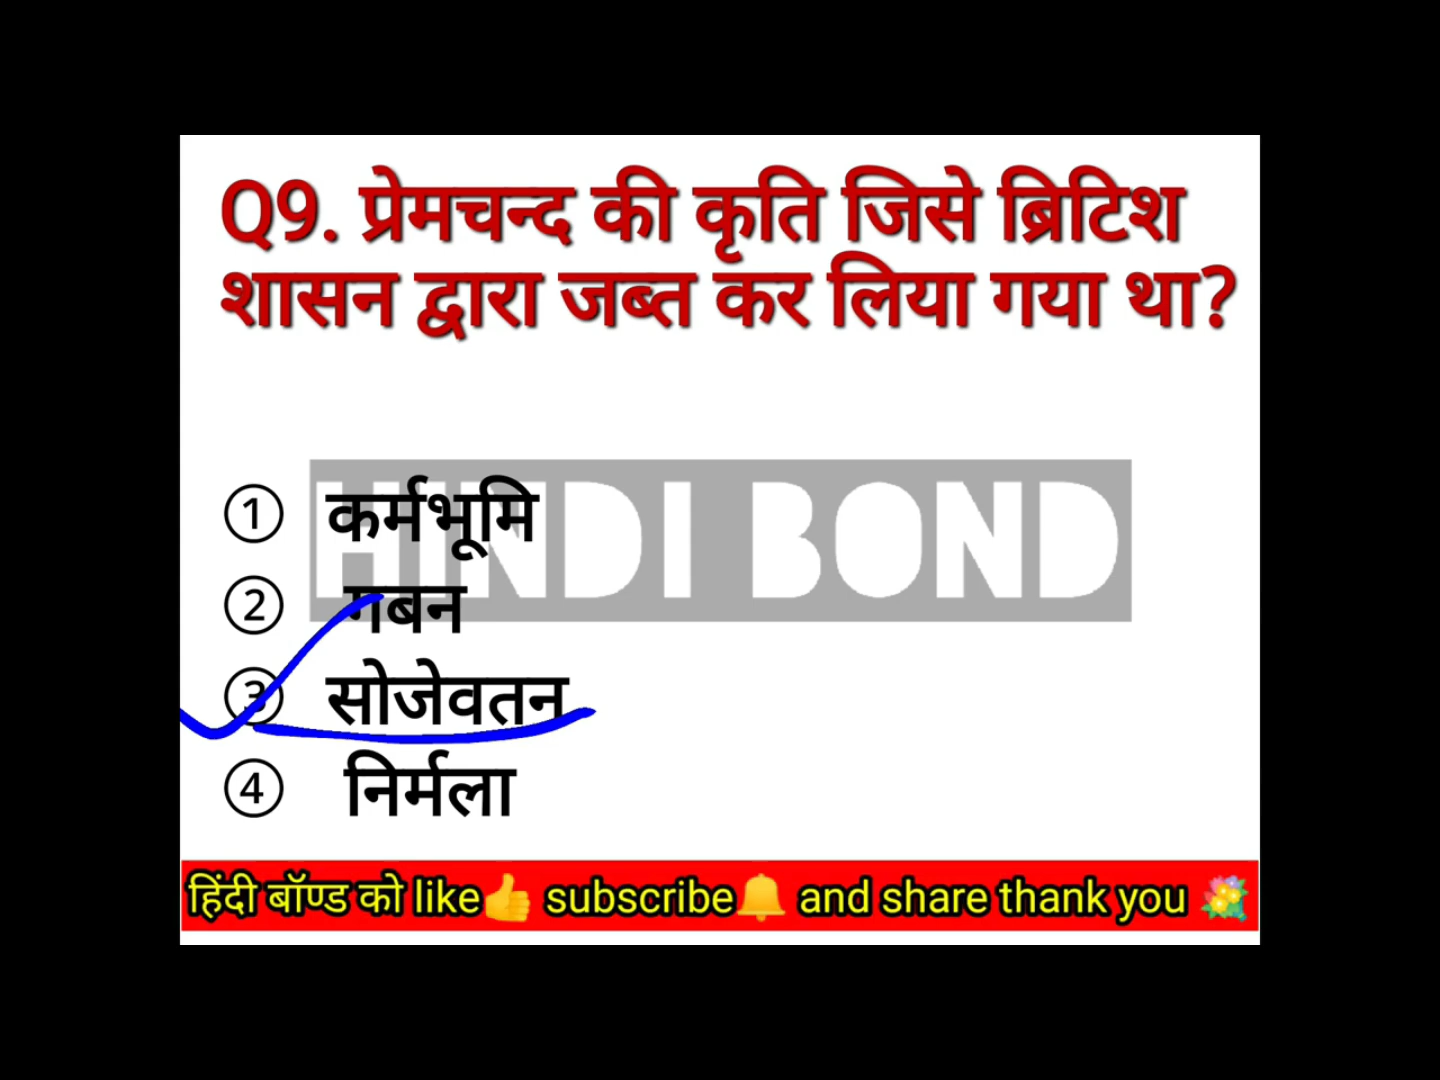 Q9. प्रेमचन्द की कृति जिसे ब्रिटिश
शासन द्वारा जब्त कर लिया गया था?
HINDI BOND
① कर्मभूमि
② गबन
③ सोजेवतन
④ निर्मला
हिंदी बॉण्ड को like👍 subscribe🔔 and share thank you 💐